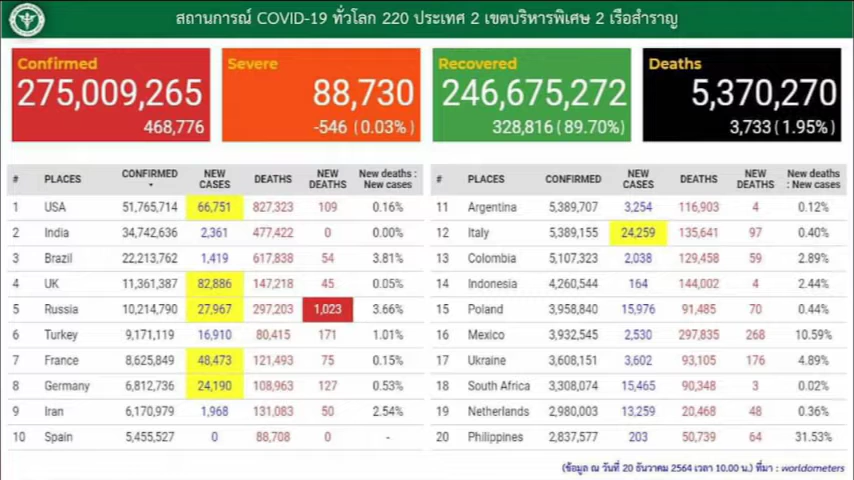 สถานการณ์ COVID-19 ทั่วโลก 220 ประเทศ 2 เขตบริหารพิเศษ 2 เรือสำราญ
Confirmed
275,009,265
468,776
Severe
88,730
-546 (0.03%)
Recovered
246,675,272
328,816 (89.70%)
Deaths
5,370,270
3,733 (1.95%)
# PLACES CONFIRMED NEW CASES DEATHS NEW DEATHS New deaths : New cases
1 USA 51,765,714 66,751 827,323 109 0.16%
2 India 34,742,636 2,361 477,422 0 0.00%
3 Brazil 22,213,762 1,419 617,838 54 3.81%
4 UK 11,361,387 82,886 147,218 45 0.05%
5 Russia 10,214,790 27,967 297,203 1,023 3.66%
6 Turkey 9,171,119 16,910 80,415 171 1.01%
7 France 8,625,849 48,473 121,493 75 0.15%
8 Germany 6,812,736 24,190 108,963 127 0.53%
9 Iran 6,170,979 1,968 131,083 50 2.54%
10 Spain 5,455,527 0 88,708 0 -
# PLACES CONFIRMED NEW CASES DEATHS NEW DEATHS New deaths : New cases
11 Argentina 5,389,707 3,254 116,903 4 0.12%
12 Italy 5,389,155 24,259 135,641 97 0.40%
13 Colombia 5,107,323 2,038 129,458 59 2.89%
14 Indonesia 4,260,544 164 144,002 4 2.44%
15 Poland 3,958,840 15,976 91,485 70 0.44%
16 Mexico 3,932,545 2,530 297,835 268 10.59%
17 Ukraine 3,608,151 3,602 93,105 176 4.89%
18 South Africa 3,308,074 15,465 90,348 3 0.02%
19 Netherlands 2,980,003 13,259 20,468 48 0.36%
20 Philippines 2,837,577 203 50,739 64 31.53%
(ข้อมูล ณ วันที่ 20 ธันวาคม 2564 เวลา 10.00 น.) ที่มา : worldometers